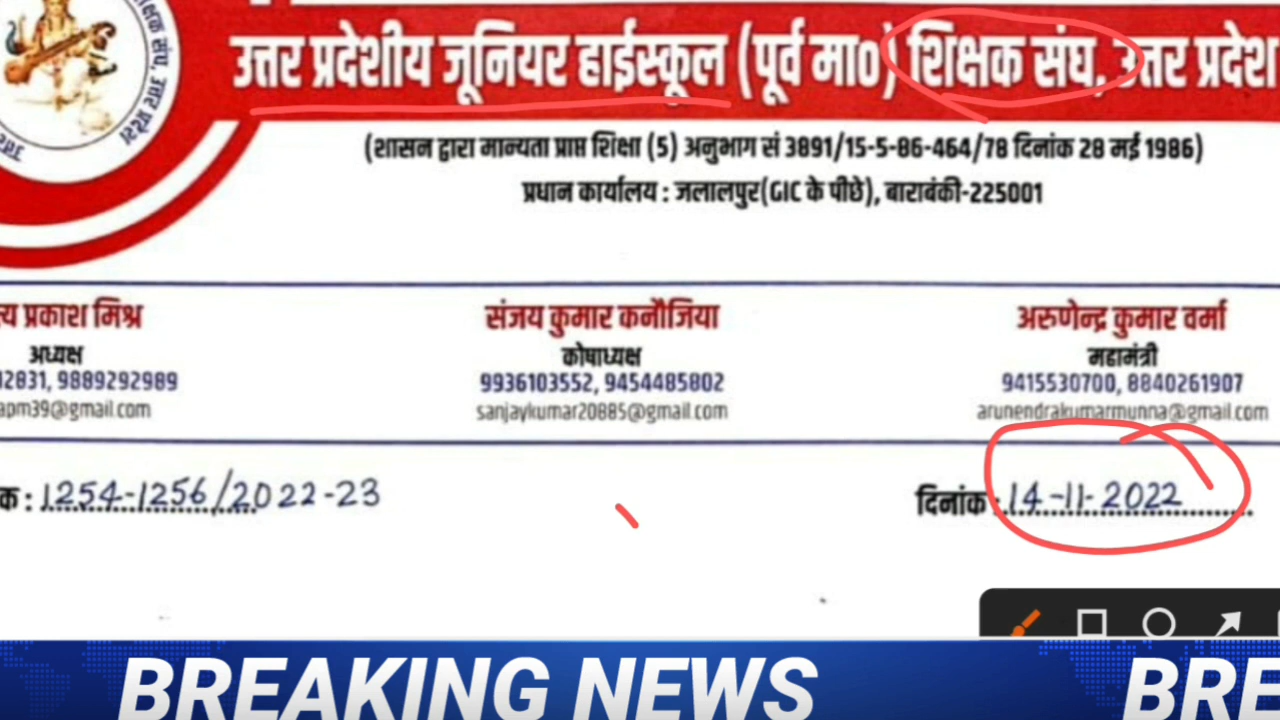 उत्तर प्रदेशीय जूनियर हाईस्कूल (पूर्व मा०) शिक्षक संघ, उत्तर प्रदेश
(शासन द्वारा मान्यता प्राप्त शिक्षा (5) अनुभाग सं 3891/15-5-86-464/78 दिनांक 28 मई 1986)
प्रधान कार्यालय : जलालपुर(GIC के पीछे), बाराबंकी-225001
प्रकाश मिश्र
अध्यक्ष
2831, 9889292989
apm39@gmail.com
संजय कुमार कनौजिया
कोषाध्यक्ष
9936103552, 9454485802
sanjaykumar20885@gmail.com
अरुणेन्द्र कुमार वर्मा
महामंत्री
9415530700, 8840261907
arunendrakumarmunna@gmail.com
क : 1254-1256/2022-23
दिनांक : 14-11-2022
BREAKING NEWS
BRE